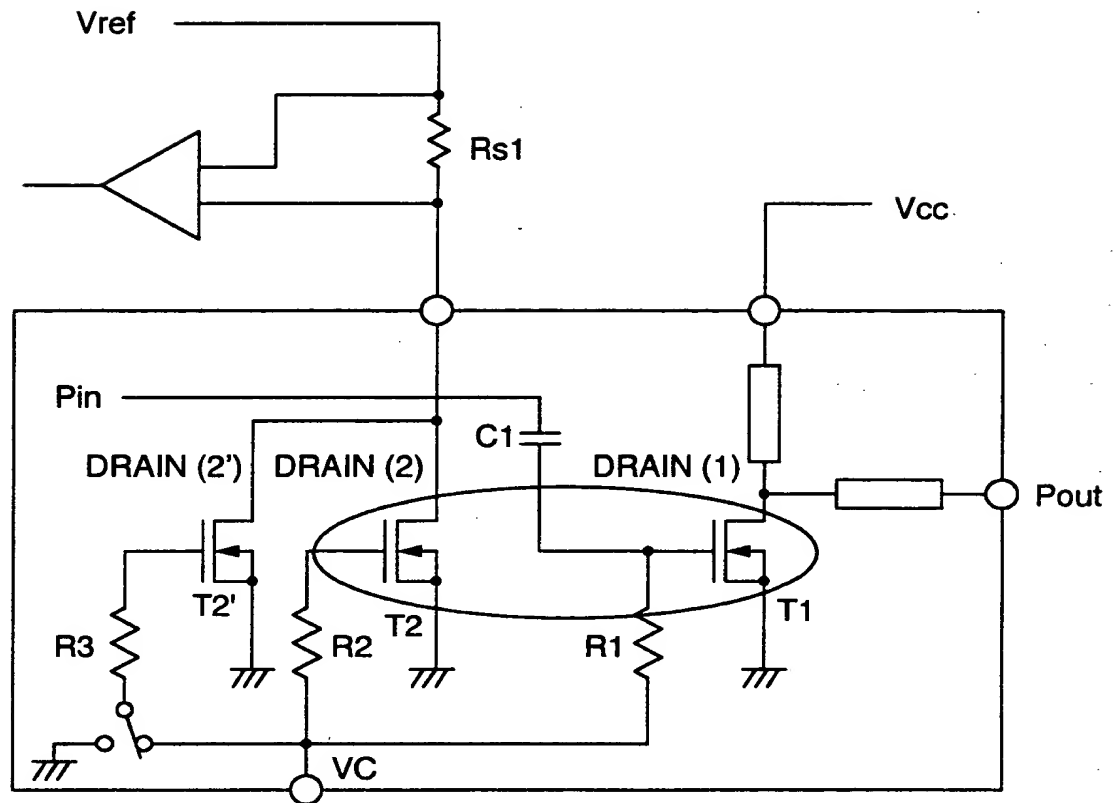 Vref
Rs1
Vcc
Pin
C1
DRAIN (2')
DRAIN (2)
DRAIN (1)
Pout
T2'
T2
T1
R3
R2
R1
VC